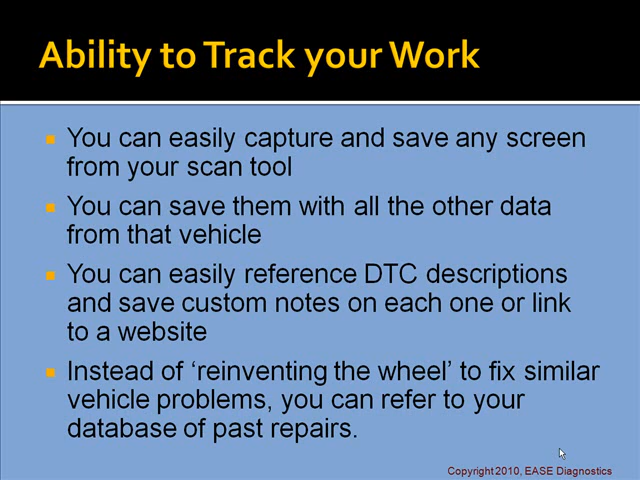 Ability to Track your Work
You can easily capture and save any screen
from your scan tool
You can save them with all the other data
from that vehicle
You can easily reference DTC descriptions
and save custom notes on each one or link
to a website
Instead of ‘reinventing the wheel’ to fix similar
vehicle problems, you can refer to your
database of past repairs.
Copyright 2010, EASE Diagnostics